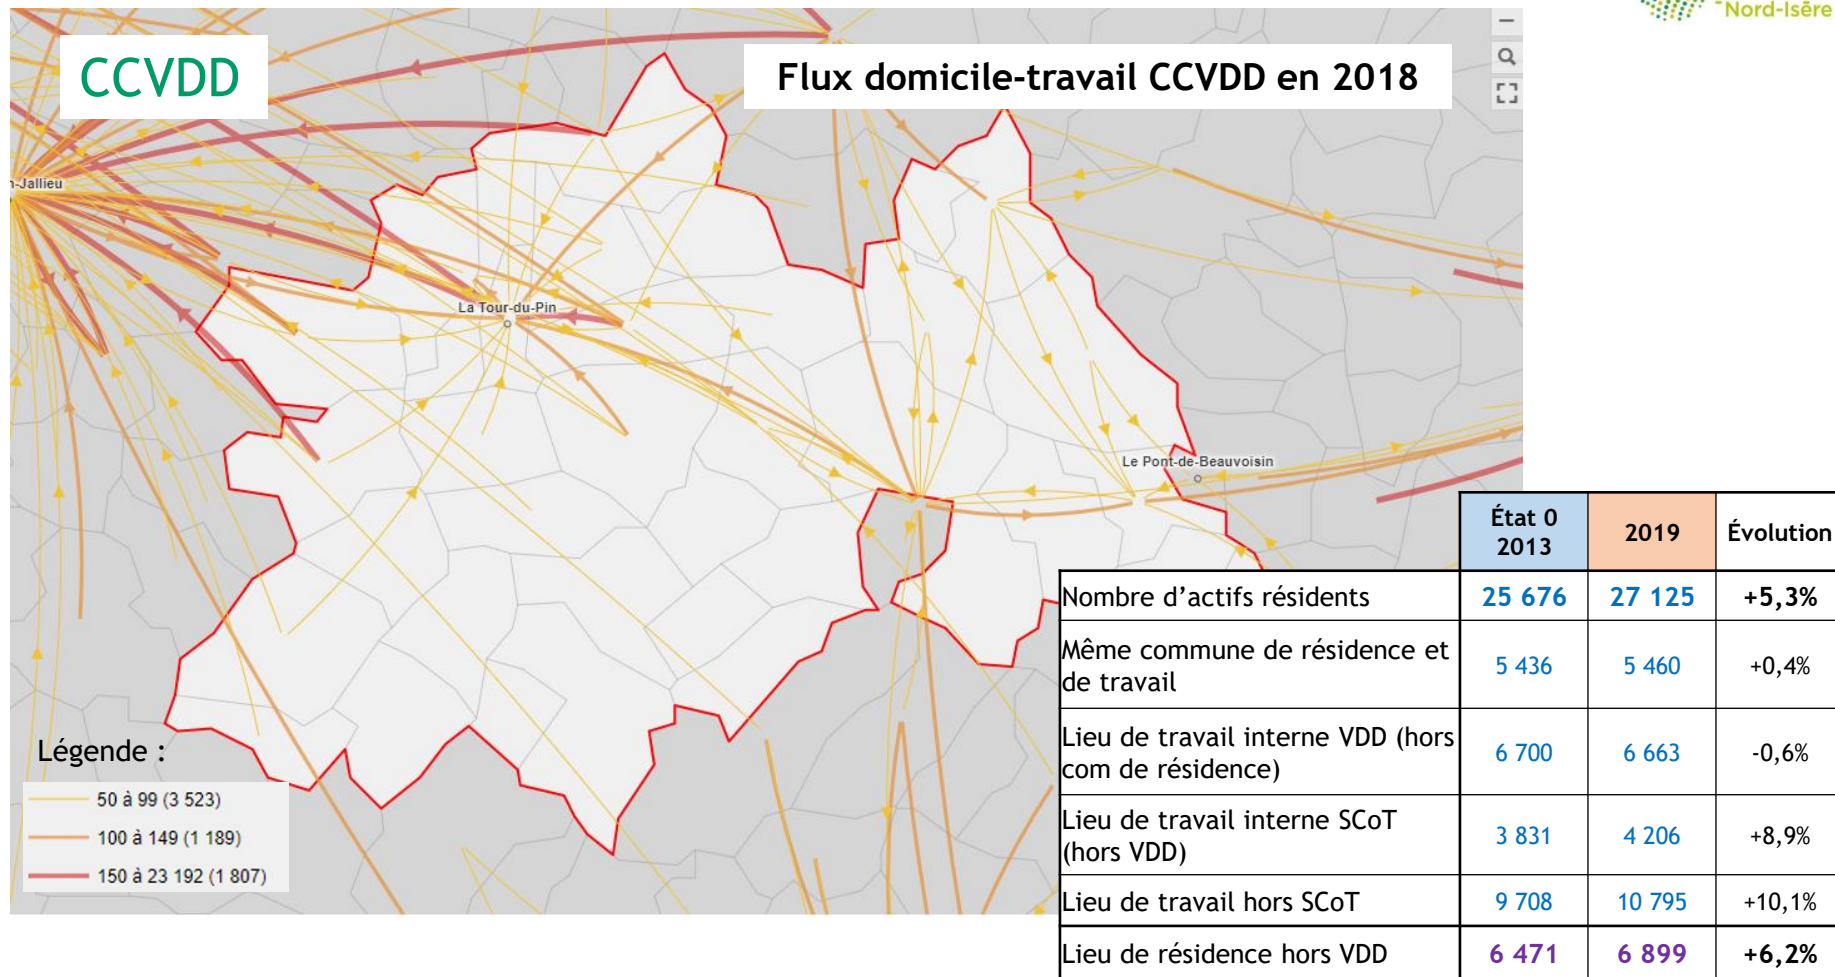 Nord-Isère
CCVDD
Flux domicile-travail CCVDD en 2018
n-Jallieu
La Tour-du-Pin
Le Pont-de-Beauvoisin
Légende :
50 à 99 (3 523)
100 à 149 (1 189)
150 à 23 192 (1 807)
État 0
2013
2019
Évolution
Nombre d'actifs résidents
25 676
27 125
+5,3%
Même commune de résidence et
de travail
5 436
5 460
+0,4%
Lieu de travail interne VDD (hors
com de résidence)
6 700
6 663
-0,6%
Lieu de travail interne SCoT
(hors VDD)
3 831
4 206
+8,9%
Lieu de travail hors SCoT
9 708
10 795
+10,1%
Lieu de résidence hors VDD
6 471
6 899
+6,2%